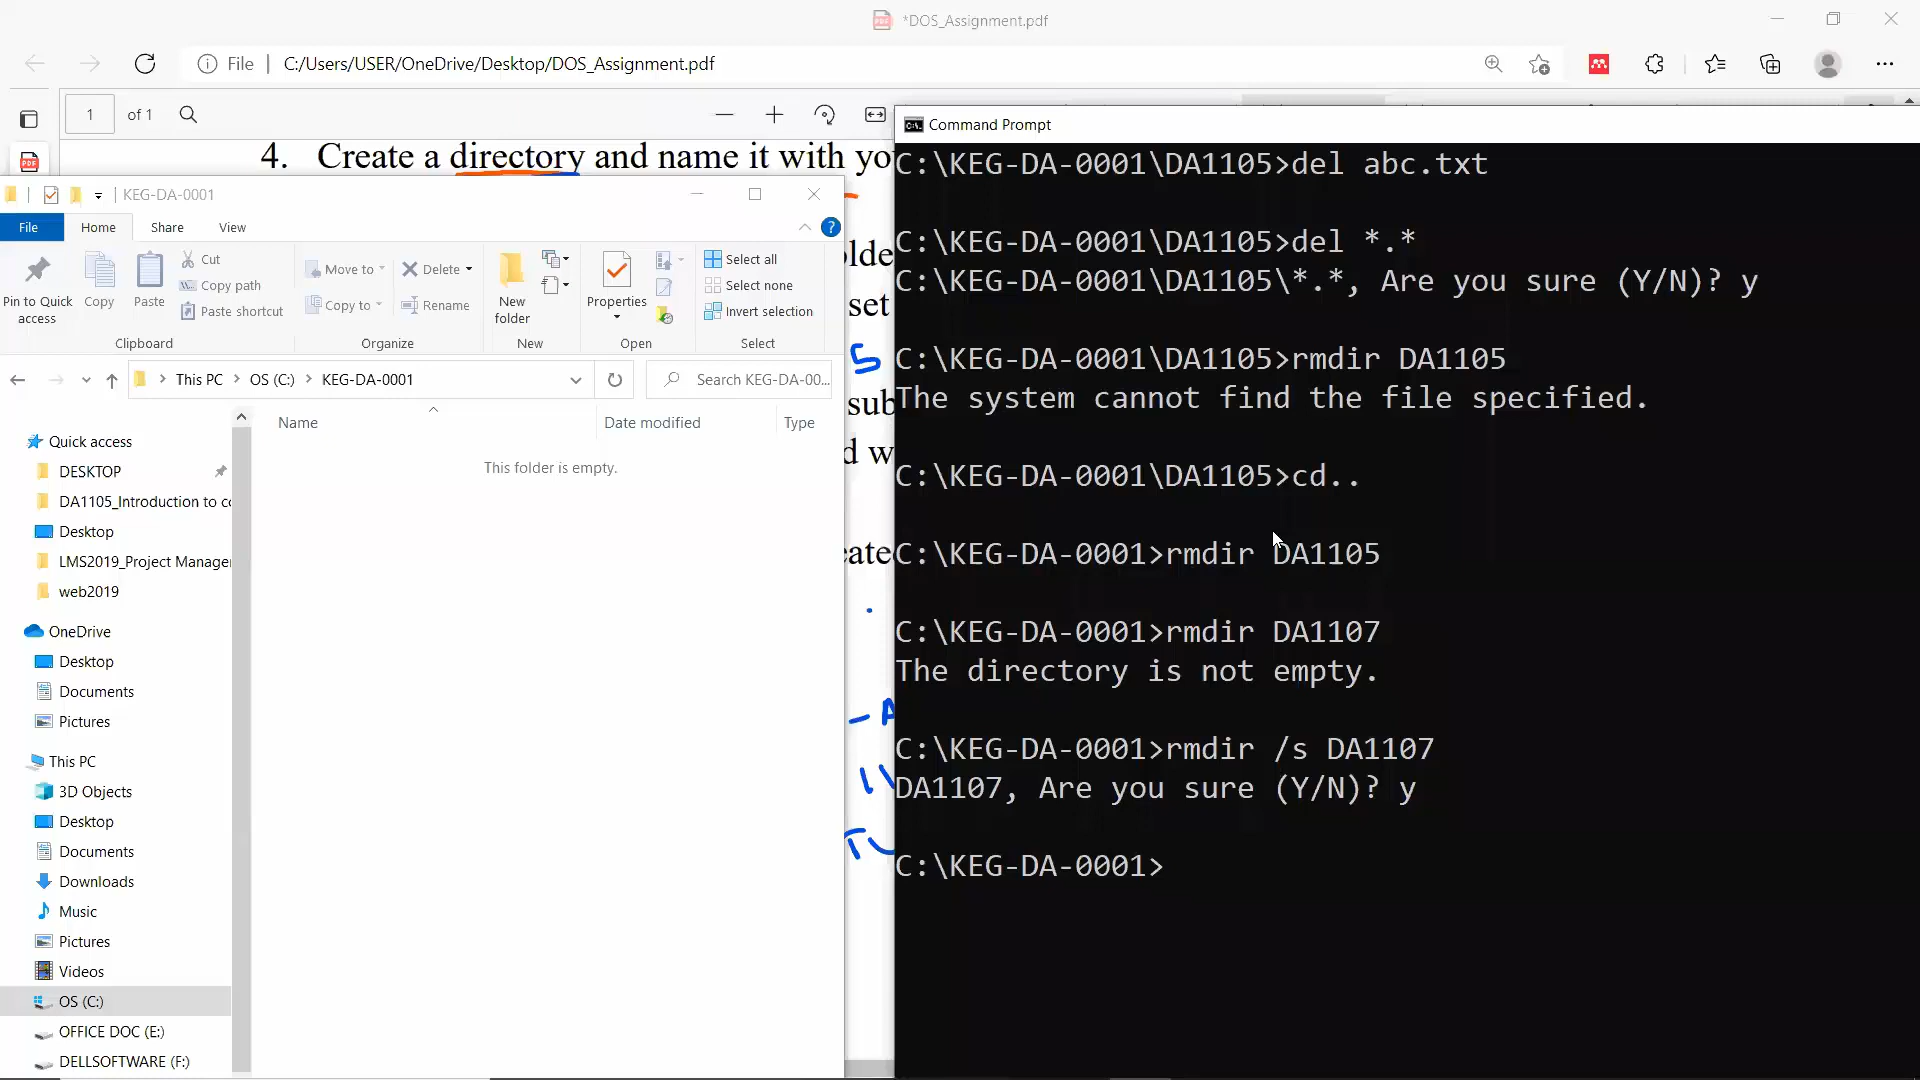 *DOS_Assignment.pdf
File | C:/Users/USER/OneDrive/Desktop/DOS_Assignment.pdf
1 of 1
4. Create a directory and name it with yo
KEG-DA-0001
File Home Share View
Pin to Quick access
Copy
Paste
Cut
Copy path
Paste shortcut
Move to
Copy to
Delete
Rename
New folder
Properties
Select all
Select none
Invert selection
Clipboard Organize New Open Select
This PC > OS (C:) > KEG-DA-0001
Search KEG-DA-00...
Name Date modified Type
This folder is empty.
Quick access
DESKTOP
DA1105_Introduction to co
Desktop
LMS2019_Project Manager
web2019
OneDrive
Desktop
Documents
Pictures
This PC
3D Objects
Desktop
Documents
Downloads
Music
Pictures
Videos
OS (C:)
OFFICE DOC (E:)
DELLSOFTWARE (F:)
olde
set
5
sub
d w
eated
Command Prompt
C:\KEG-DA-0001\DA1105>del abc.txt
C:\KEG-DA-0001\DA1105>del *.*
C:\KEG-DA-0001\DA1105\*.*, Are you sure (Y/N)? y
C:\KEG-DA-0001\DA1105>rmdir DA1105
The system cannot find the file specified.
C:\KEG-DA-0001\DA1105>cd..
C:\KEG-DA-0001>rmdir DA1105
C:\KEG-DA-0001>rmdir DA1107
The directory is not empty.
C:\KEG-DA-0001>rmdir /s DA1107
DA1107, Are you sure (Y/N)? y
C:\KEG-DA-0001>